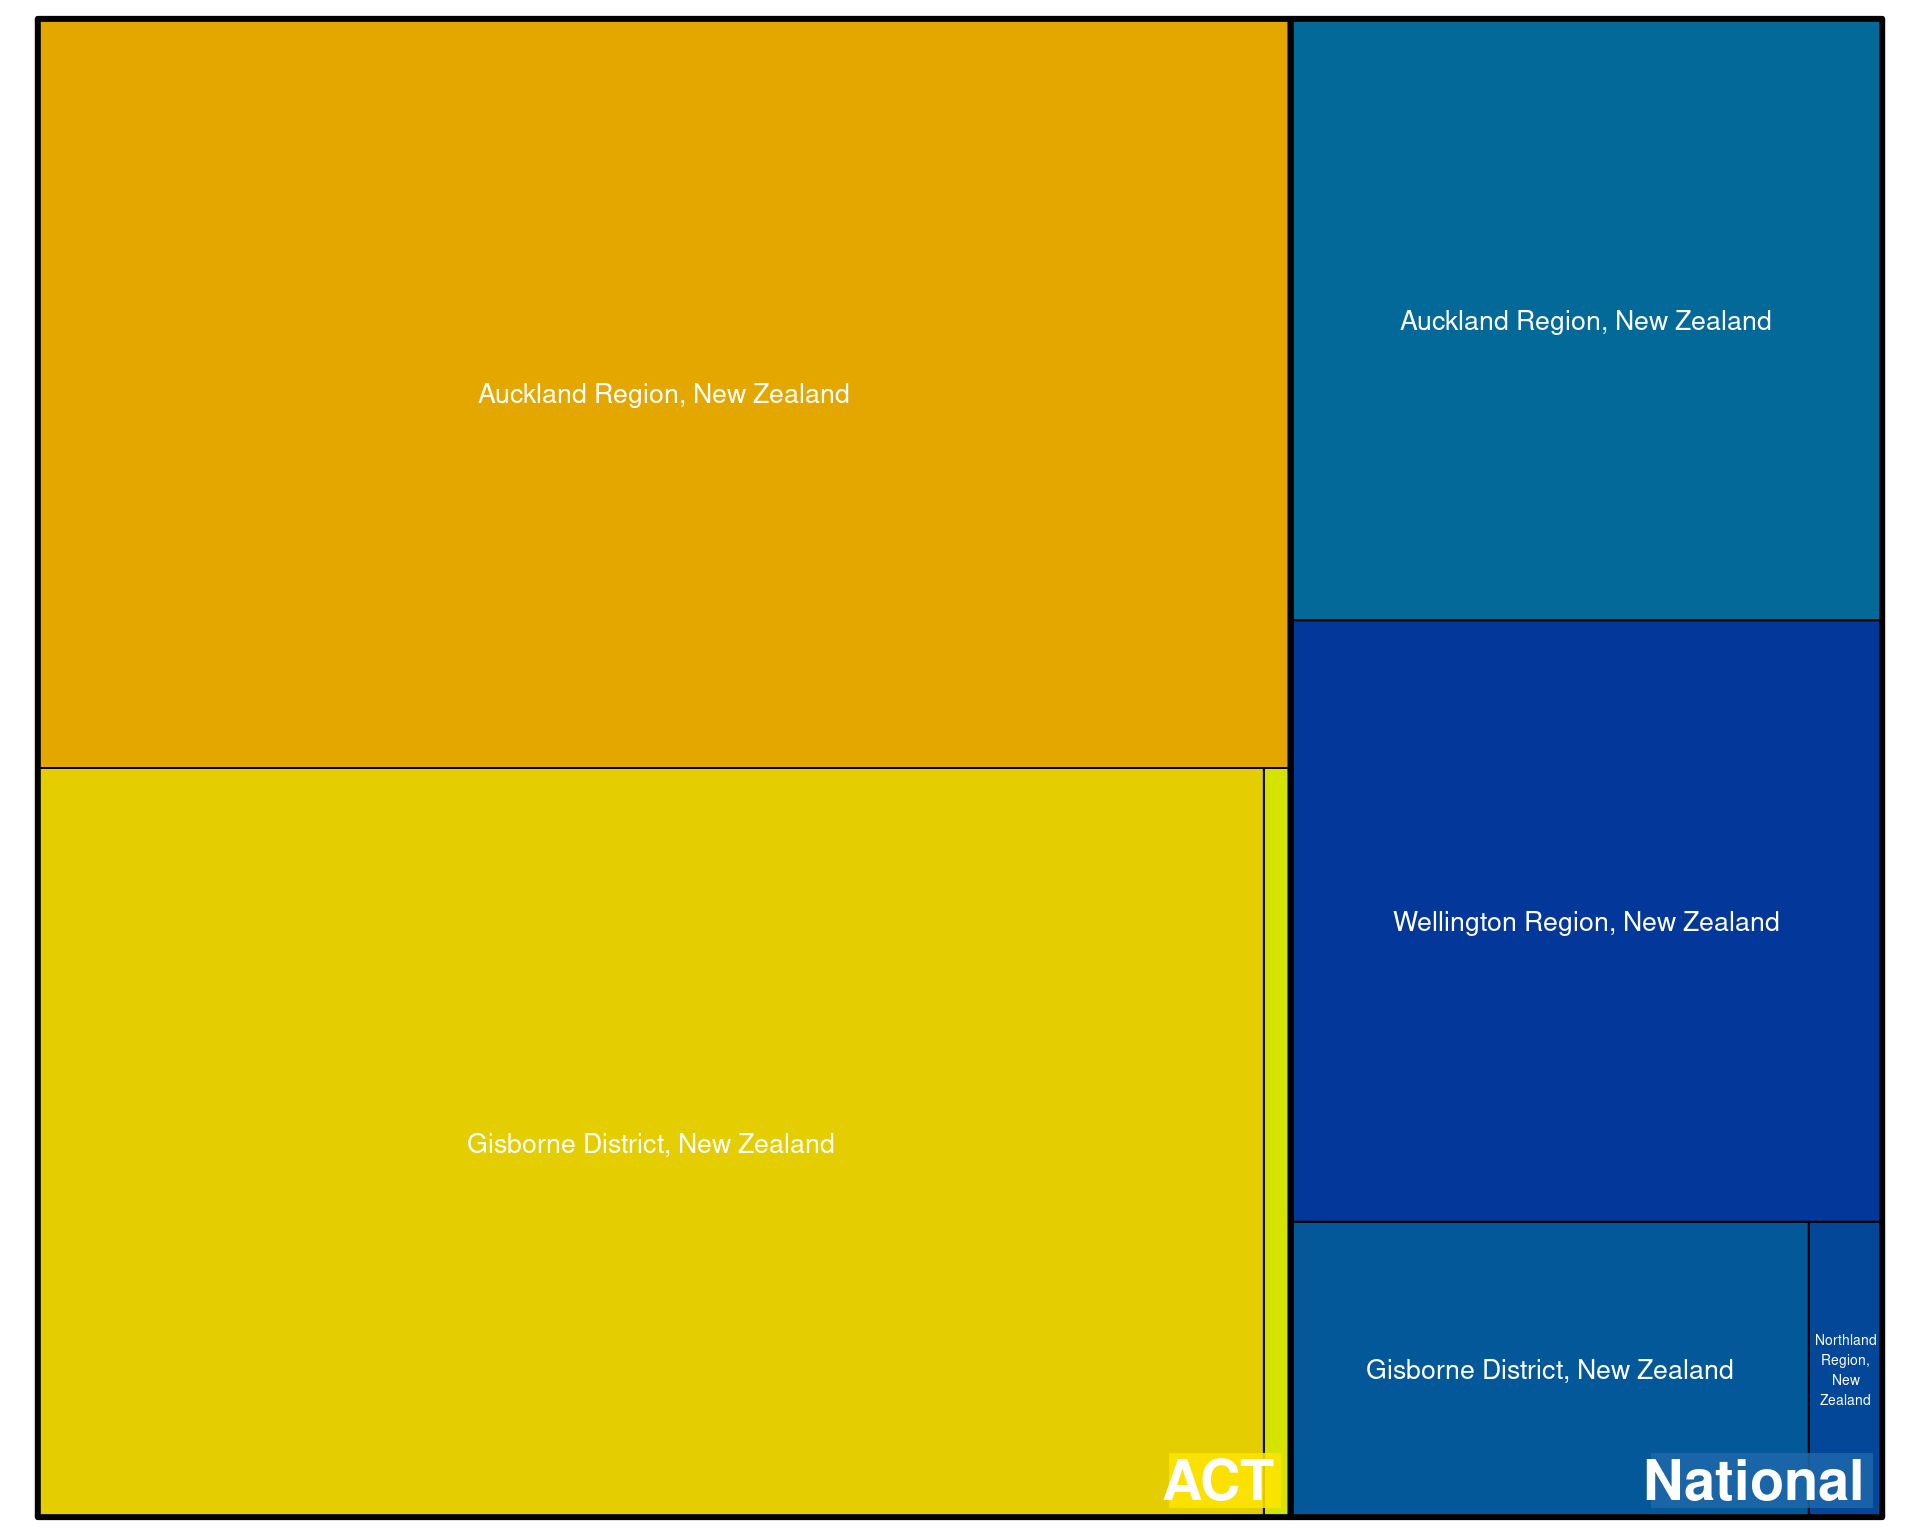 Auckland Region, New Zealand
Gisborne District, New Zealand
ACT
Auckland Region, New Zealand
Wellington Region, New Zealand
Gisborne District, New Zealand
Northland
Region,
New
Zealand
National